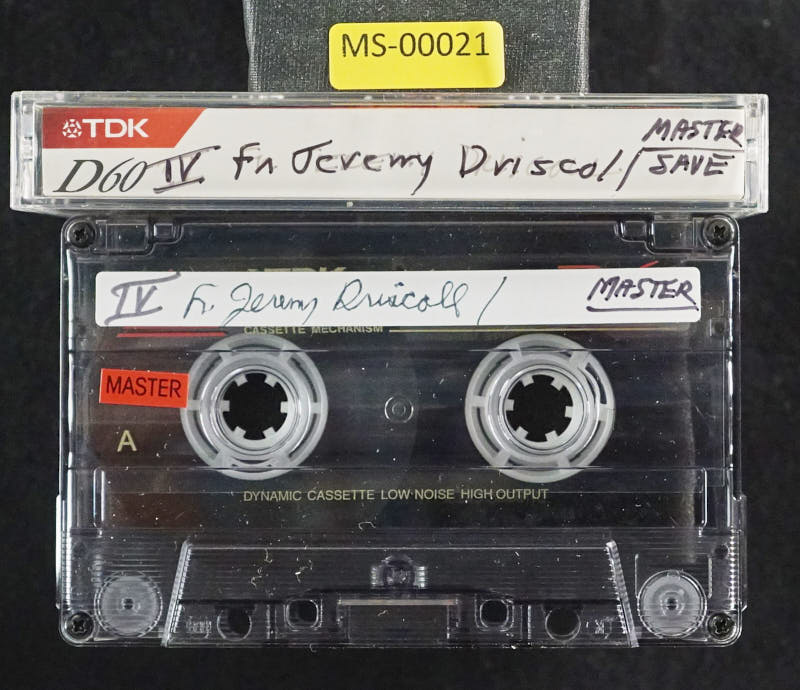 MS-00021
TDK
MASTER
D60 IV Fr Jeremy Driscol/ SAVE
IV Fr Jeremy Driscoll / MASTER
CASSETTE MECHANISM
MASTER
A
DYNAMIC CASSETTE LOW NOISE HIGH OUTPUT